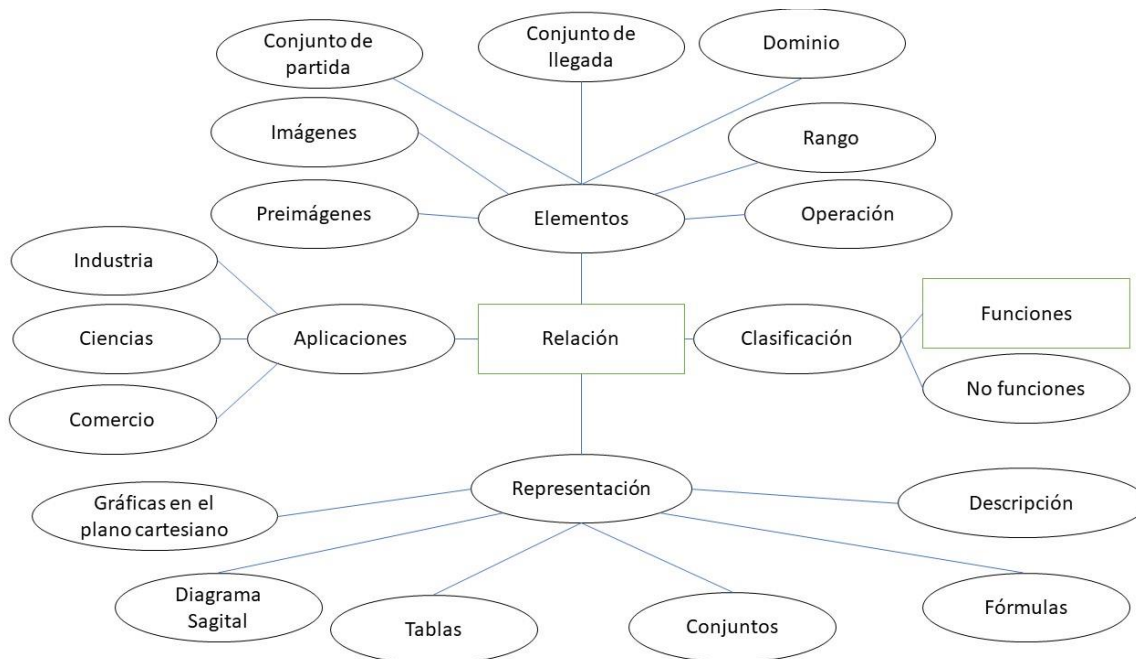 Conjunto de
partida
Conjunto de
llegada
Dominio
Imágenes
Rango
Preimágenes
Elementos
Operación
Industria
Funciones
Ciencias
Aplicaciones
Relación
Clasificación
No funciones
Comercio
Representación
Gráficas en el
plano cartesiano
Descripción
Diagrama
Sagital
Tablas
Conjuntos
Fórmulas